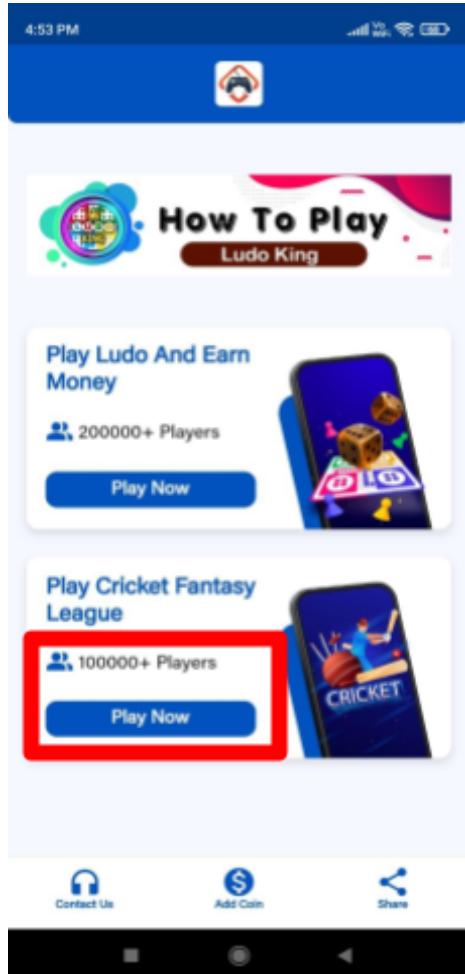 4:53 PM
How To Play
Ludo King
Play Ludo And Earn
Money
200000+ Players
Play Now
Play Cricket Fantasy
League
100000+ Players
Play Now
CRICKET
Contact Us
Add Coin
Share